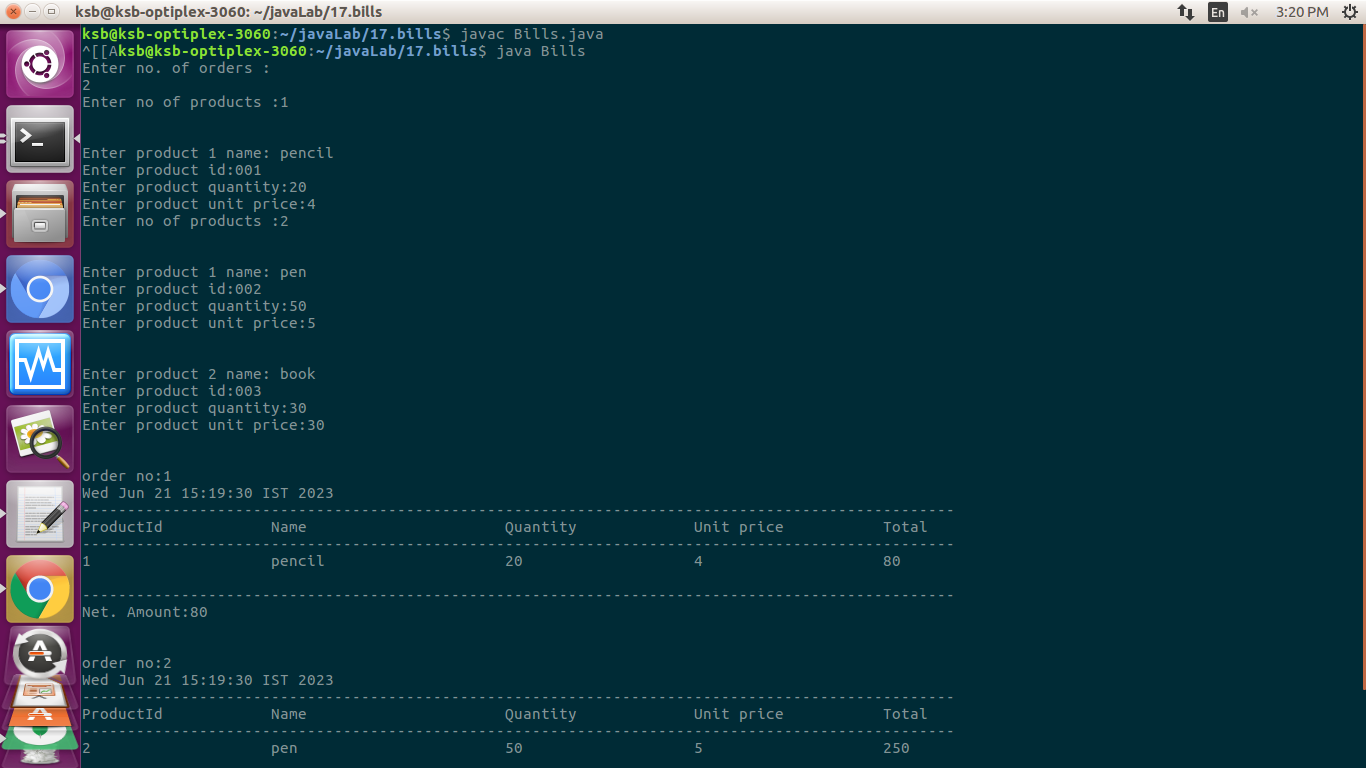 ksb@ksb-optiplex-3060: ~/javaLab/17.bills
En
3:20 PM
ksb@ksb-optiplex-3060:~/javaLab/17.bills$ javac Bills.java
^[[Aksb@ksb-optiplex-3060:~/javaLab/17.bills$ java Bills
Enter no. of orders :
2
Enter no of products :1
Enter product 1 name: pencil
Enter product id:001
Enter product quantity:20
Enter product unit price:4
Enter no of products :2
Enter product 1 name: pen
Enter product id:002
Enter product quantity:50
Enter product unit price:5
Enter product 2 name: book
Enter product id:003
Enter product quantity:30
Enter product unit price:30
order no:1
Wed Jun 21 15:19:30 IST 2023
-------------------------------------------------------------------------------------------------
ProductId            Name                      Quantity             Unit price           Total
-------------------------------------------------------------------------------------------------
1                    pencil                    20                   4                    80
-------------------------------------------------------------------------------------------------
Net. Amount:80
order no:2
Wed Jun 21 15:19:30 IST 2023
-------------------------------------------------------------------------------------------------
ProductId            Name                      Quantity             Unit price           Total
-------------------------------------------------------------------------------------------------
2                    pen                       50                   5                    250